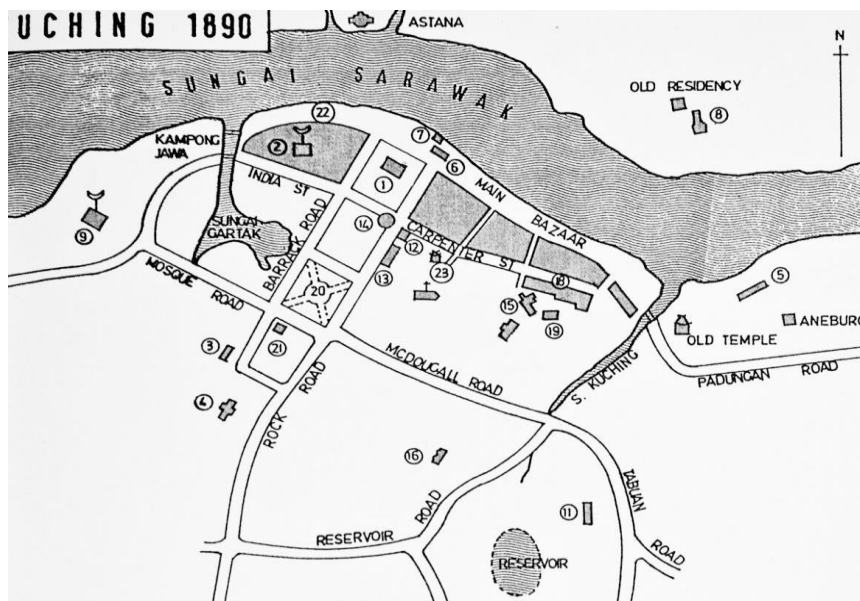 UCHING 1890
ASTANA
N
SUNGAI SARAWAK
OLD RESIDENCY
8
22
7
6
KAMPONG
JAWA
2
1
INDIA ST
MAIN
BAZAAR
9
SUNGAI
GARTAK
BARRACK ROAD
14
12
CARPENTER ST
23
13
18
5
MOSQUE ROAD
20
15
19
ANEBURG
OLD TEMPLE
3
21
MCDOUGALL ROAD
S. KUCHING
PADUNGAN ROAD
4
ROCK ROAD
16
TABUAN
ROAD
11
RESERVOIR ROAD
RESERVOIR